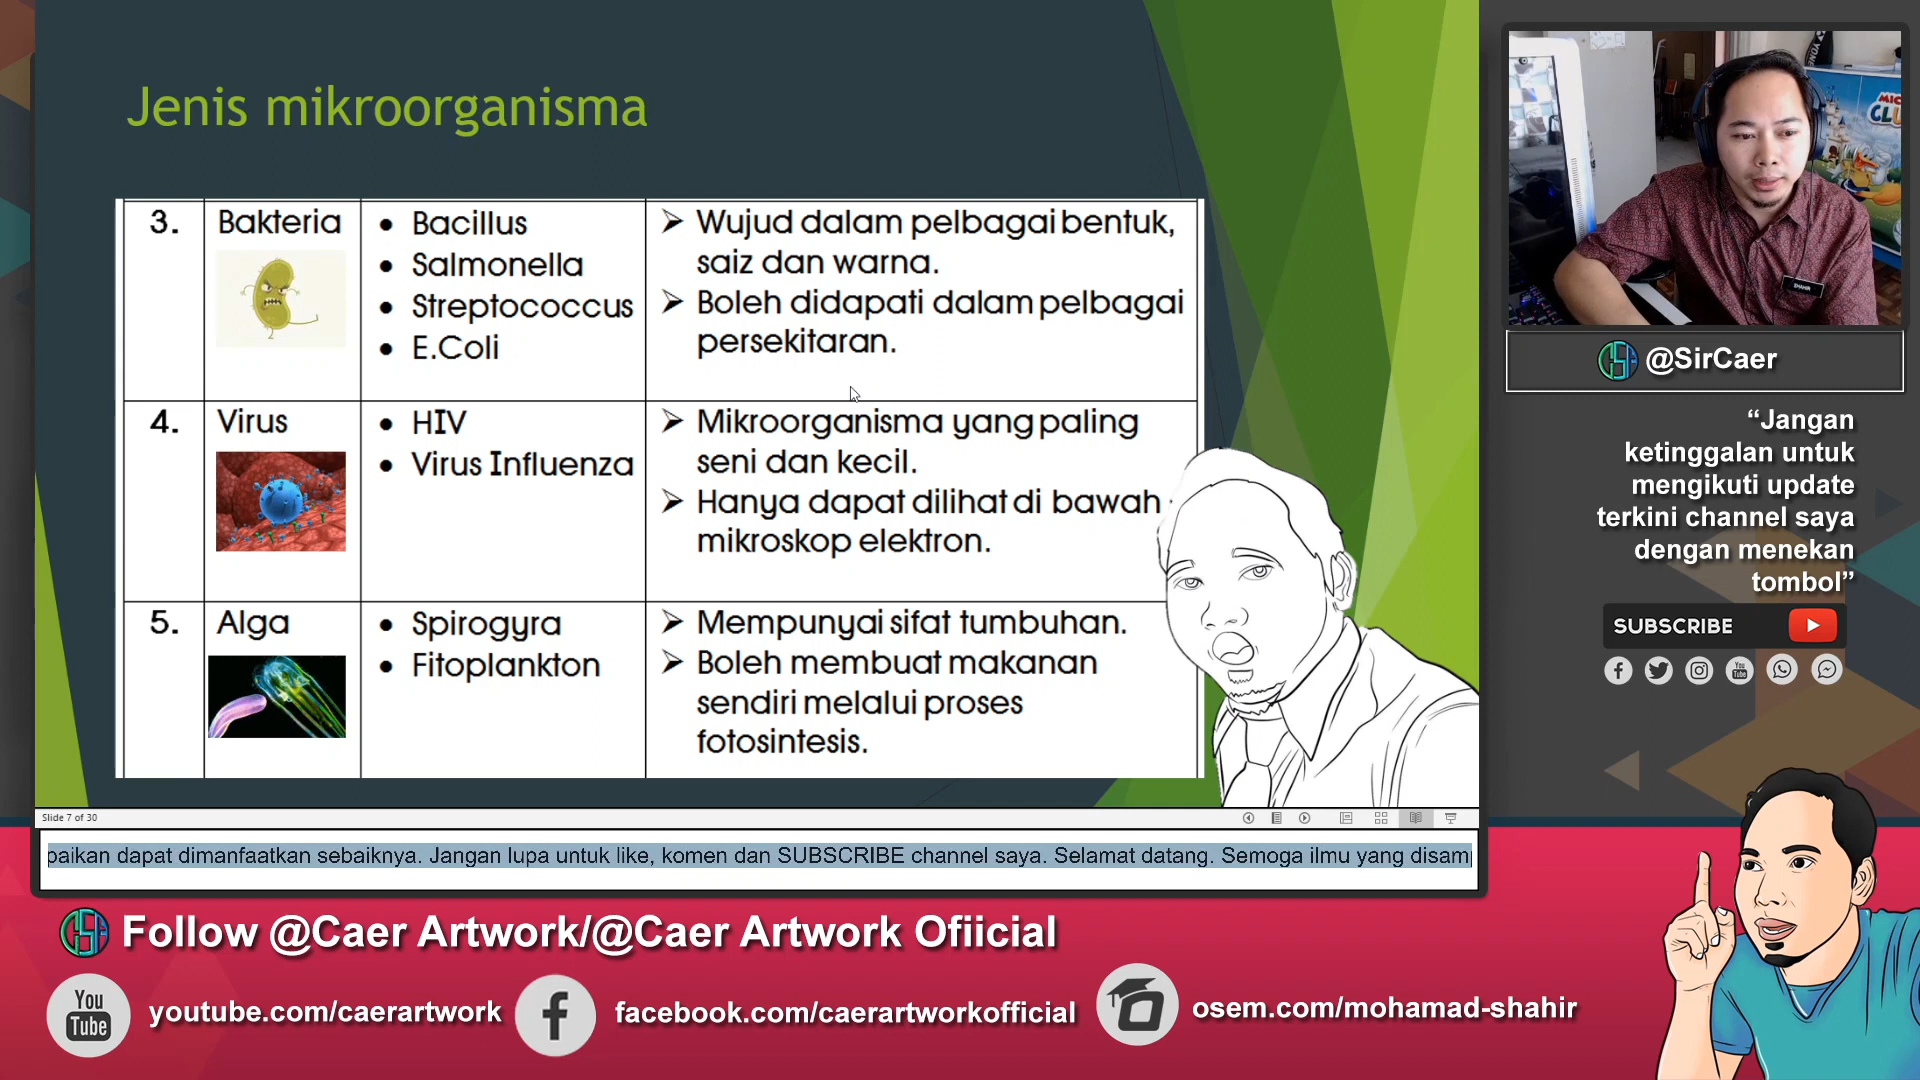 Jenis mikroorganisma
3.
Bakteria
• Bacillus
• Salmonella
• Streptococcus
• E.Coli
➢ Wujud dalam pelbagai bentuk,
saiz dan warna.
➢ Boleh didapati dalam pelbagai
persekitaran.
4.
Virus
• HIV
• Virus Influenza
➢ Mikroorganisma yang paling
seni dan kecil.
➢ Hanya dapat dilihat di bawah
mikroskop elektron.
5.
Alga
• Spirogyra
• Fitoplankton
➢ Mempunyai sifat tumbuhan.
➢ Boleh membuat makanan
sendiri melalui proses
fotosintesis.
Slide 7 of 30
paikan dapat dimanfaatkan sebaiknya. Jangan lupa untuk like, komen dan SUBSCRIBE channel saya. Selamat datang. Semoga ilmu yang disam
@SirCaer
“Jangan
ketinggalan untuk
mengikuti update
terkini channel saya
dengan menekan
tombol”
SUBSCRIBE
Follow @Caer Artwork/@Caer Artwork Ofiicial
You
Tube
youtube.com/caerartwork
facebook.com/caerartworkofficial
osem.com/mohamad-shahir